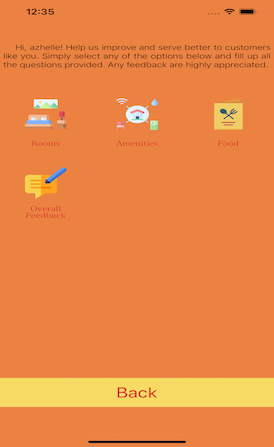 12:35
Hi, azhelle! Help us improve and serve better to customers
like you. Simply select any of the options below and fill up all
the questions provided. Any feedback are highly appreciated.
Rooms Amenities Food
Overall
Feedback
Back